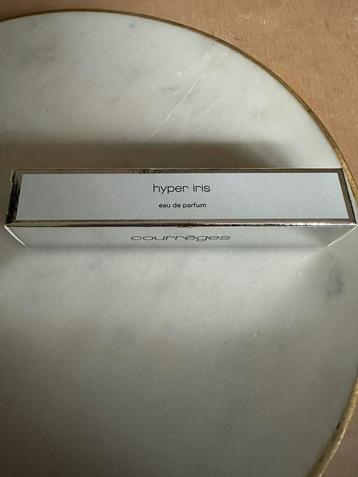 hyper iris
eau de parfum
courrèges